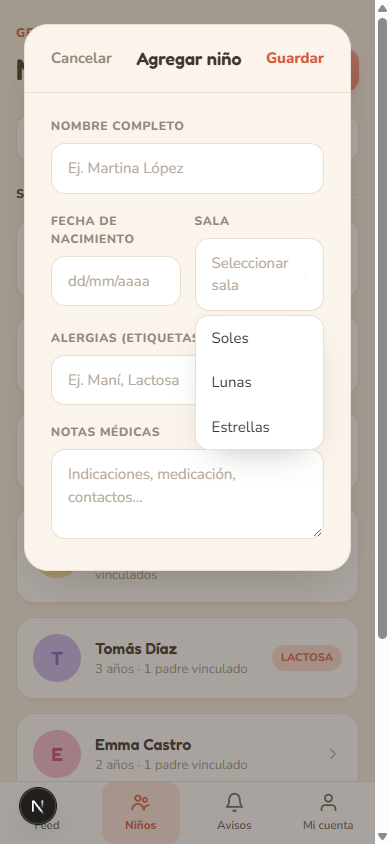 Cancelar
Agregar niño
Guardar
NOMBRE COMPLETO
Ej. Martina López
FECHA DE
NACIMIENTO
SALA
dd/mm/aaaa
Seleccionar
sala
Soles
Lunas
Estrellas
ALERGIAS (ETIQUETAS
Ej. Maní, Lactosa
NOTAS MÉDICAS
Indicaciones, medicación,
contactos...
vinculados
T
Tomás Díaz
3 años · 1 padre vinculado
LACTOSA
E
Emma Castro
2 años · 1 padre vinculado
N
Feed
Niños
Avisos
Mi cuenta